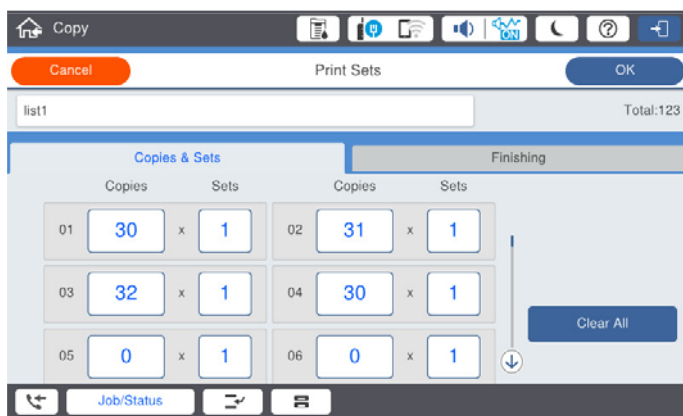 Copy
ON
Cancel Print Sets OK
list1 Total:123
Copies & Sets Finishing
Copies Sets Copies Sets
01 30 x 1 02 31 x 1
03 32 x 1 04 30 x 1
Clear All
05 0 x 1 06 0 x 1
Job/Status